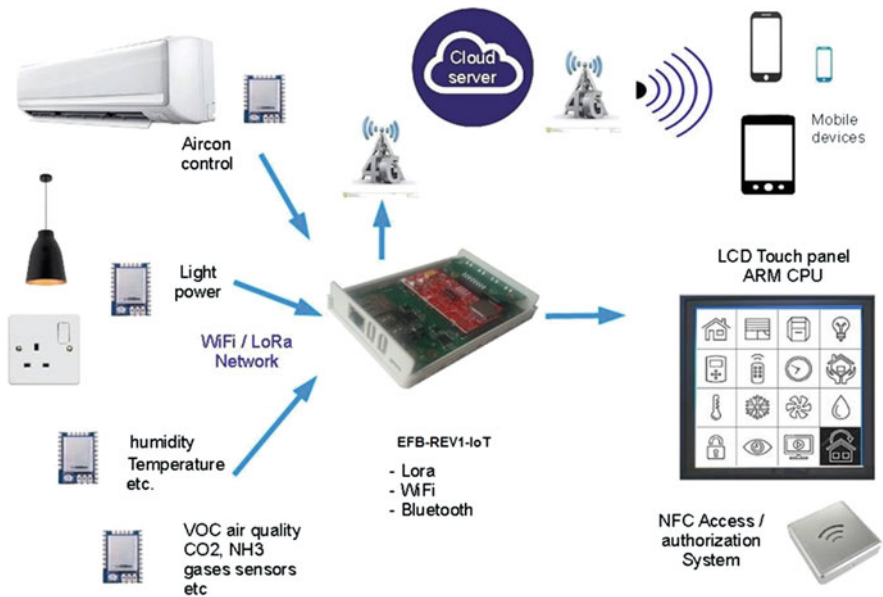 Cloud
server
Mobile
devices
Aircon
control
Light
power
WiFi / LoRa
Network
LCD Touch panel
ARM CPU
humidity
Temperature
etc.
EFB-REV1-IoT
- Lora
- WiFi
- Bluetooth
VOC air quality
CO2, NH3
gases sensors
etc
NFC Access /
authorization
System